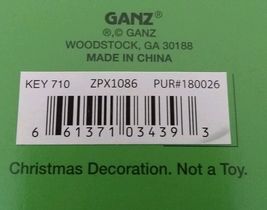 GANZ®
®,© GANZ
WOODSTOCK, GA 30188
MADE IN CHINA
KEY 710 ZPX1086 PUR#180026
6 61371 03439 3
Christmas Decoration. Not a Toy.